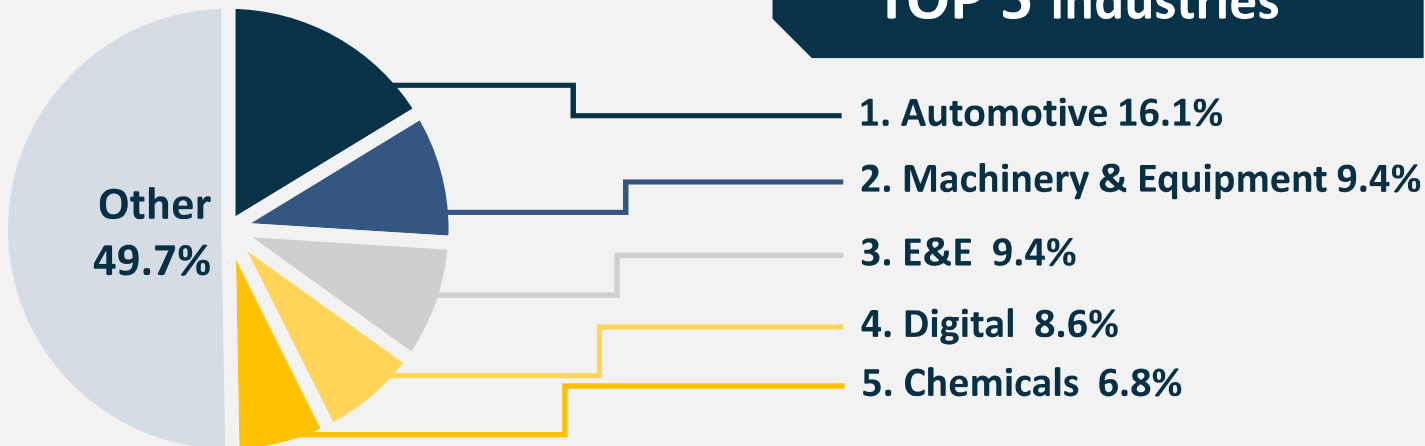 TOP 5 Industries
1. Automotive 16.1%
2. Machinery & Equipment 9.4%
Other
49.7%
3. E&E 9.4%
4. Digital 8.6%
5. Chemicals 6.8%